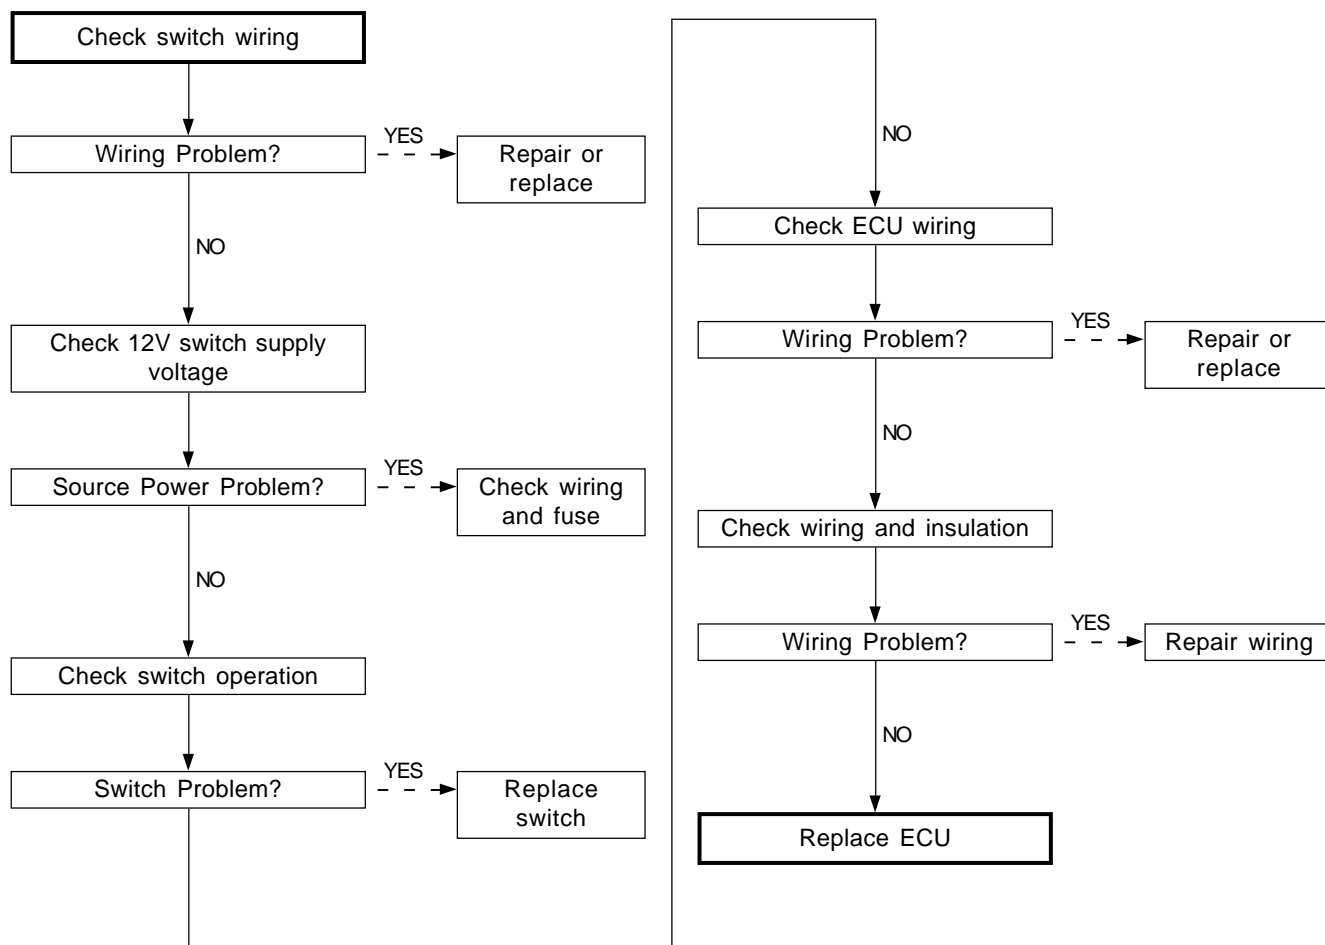 Check switch wiring
Wiring Problem?
YES
Repair or
replace
NO
Check 12V switch supply
voltage
Source Power Problem?
YES
Check wiring
and fuse
NO
Check switch operation
Switch Problem?
YES
Replace
switch
NO
Check ECU wiring
Wiring Problem?
YES
Repair or
replace
NO
Check wiring and insulation
Wiring Problem?
YES
Repair wiring
NO
Replace ECU